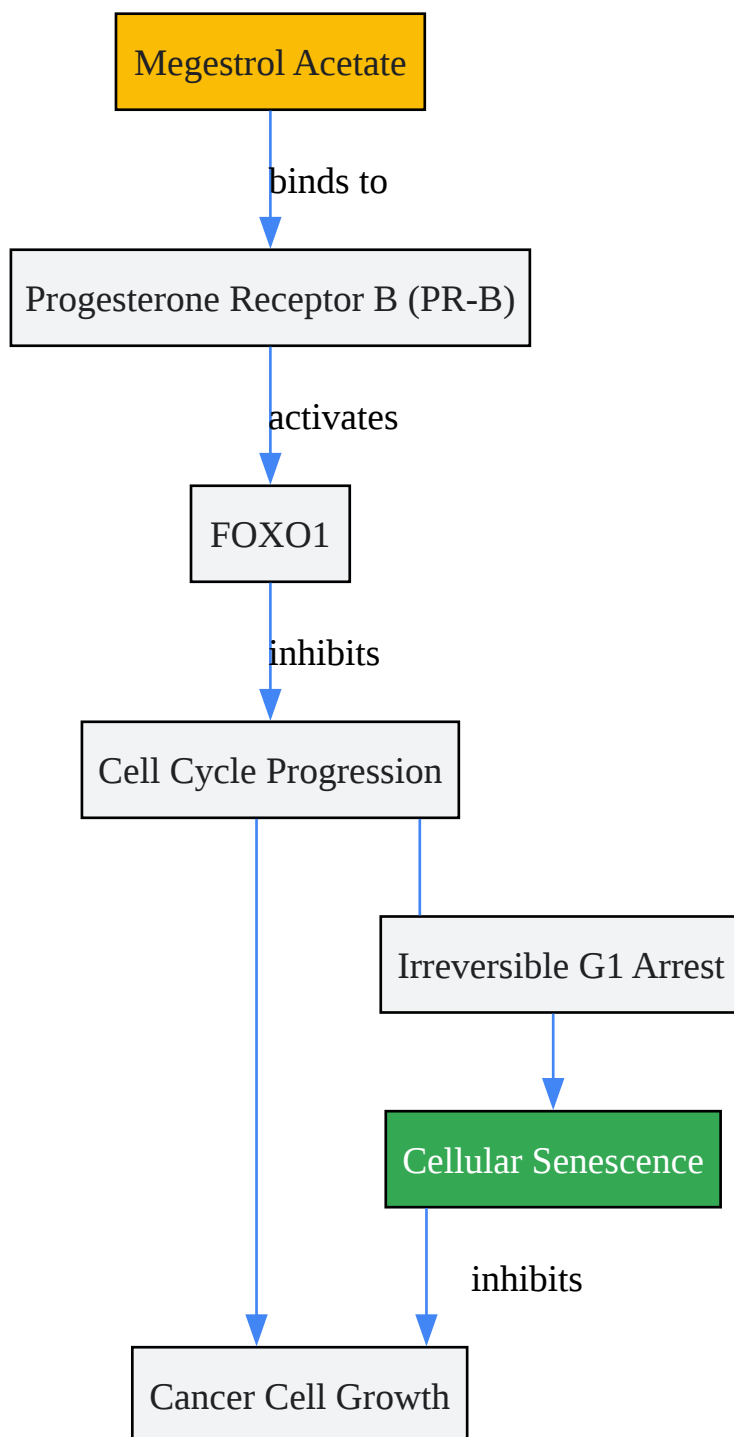 Megestrol Acetate
binds to
Progesterone Receptor B (PR-B)
activates
FOXO1
inhibits
Cell Cycle Progression
Irreversible G1 Arrest
Cellular Senescence
inhibits
Cancer Cell Growth